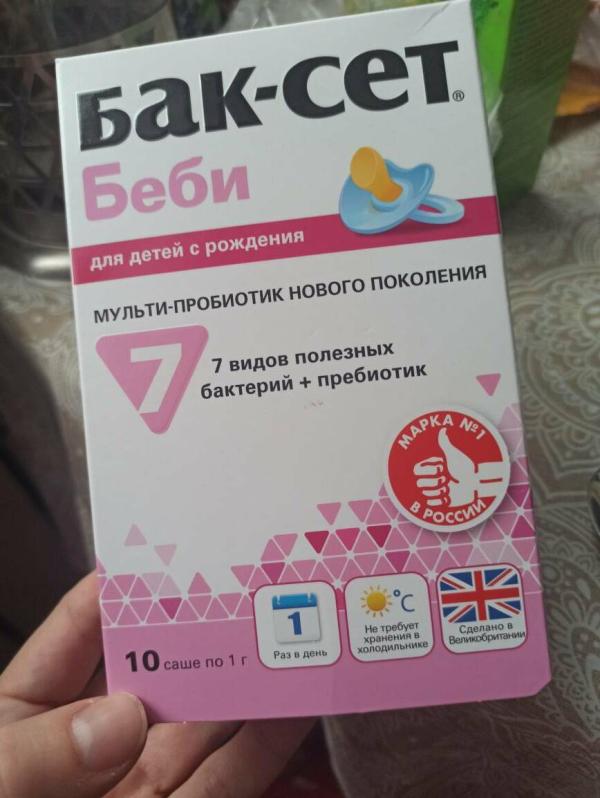 Бак-сет®
Беби
для детей с рождения
МУЛЬТИ-ПРОБИОТИК НОВОГО ПОКОЛЕНИЯ
7
7 видов полезных
бактерий + пребиотик
МАРКА №1
В РОССИИ
10 саше по 1 г
1
Раз в день
°C
Не требует
хранения в
холодильнике
Сделано в
Великобритании